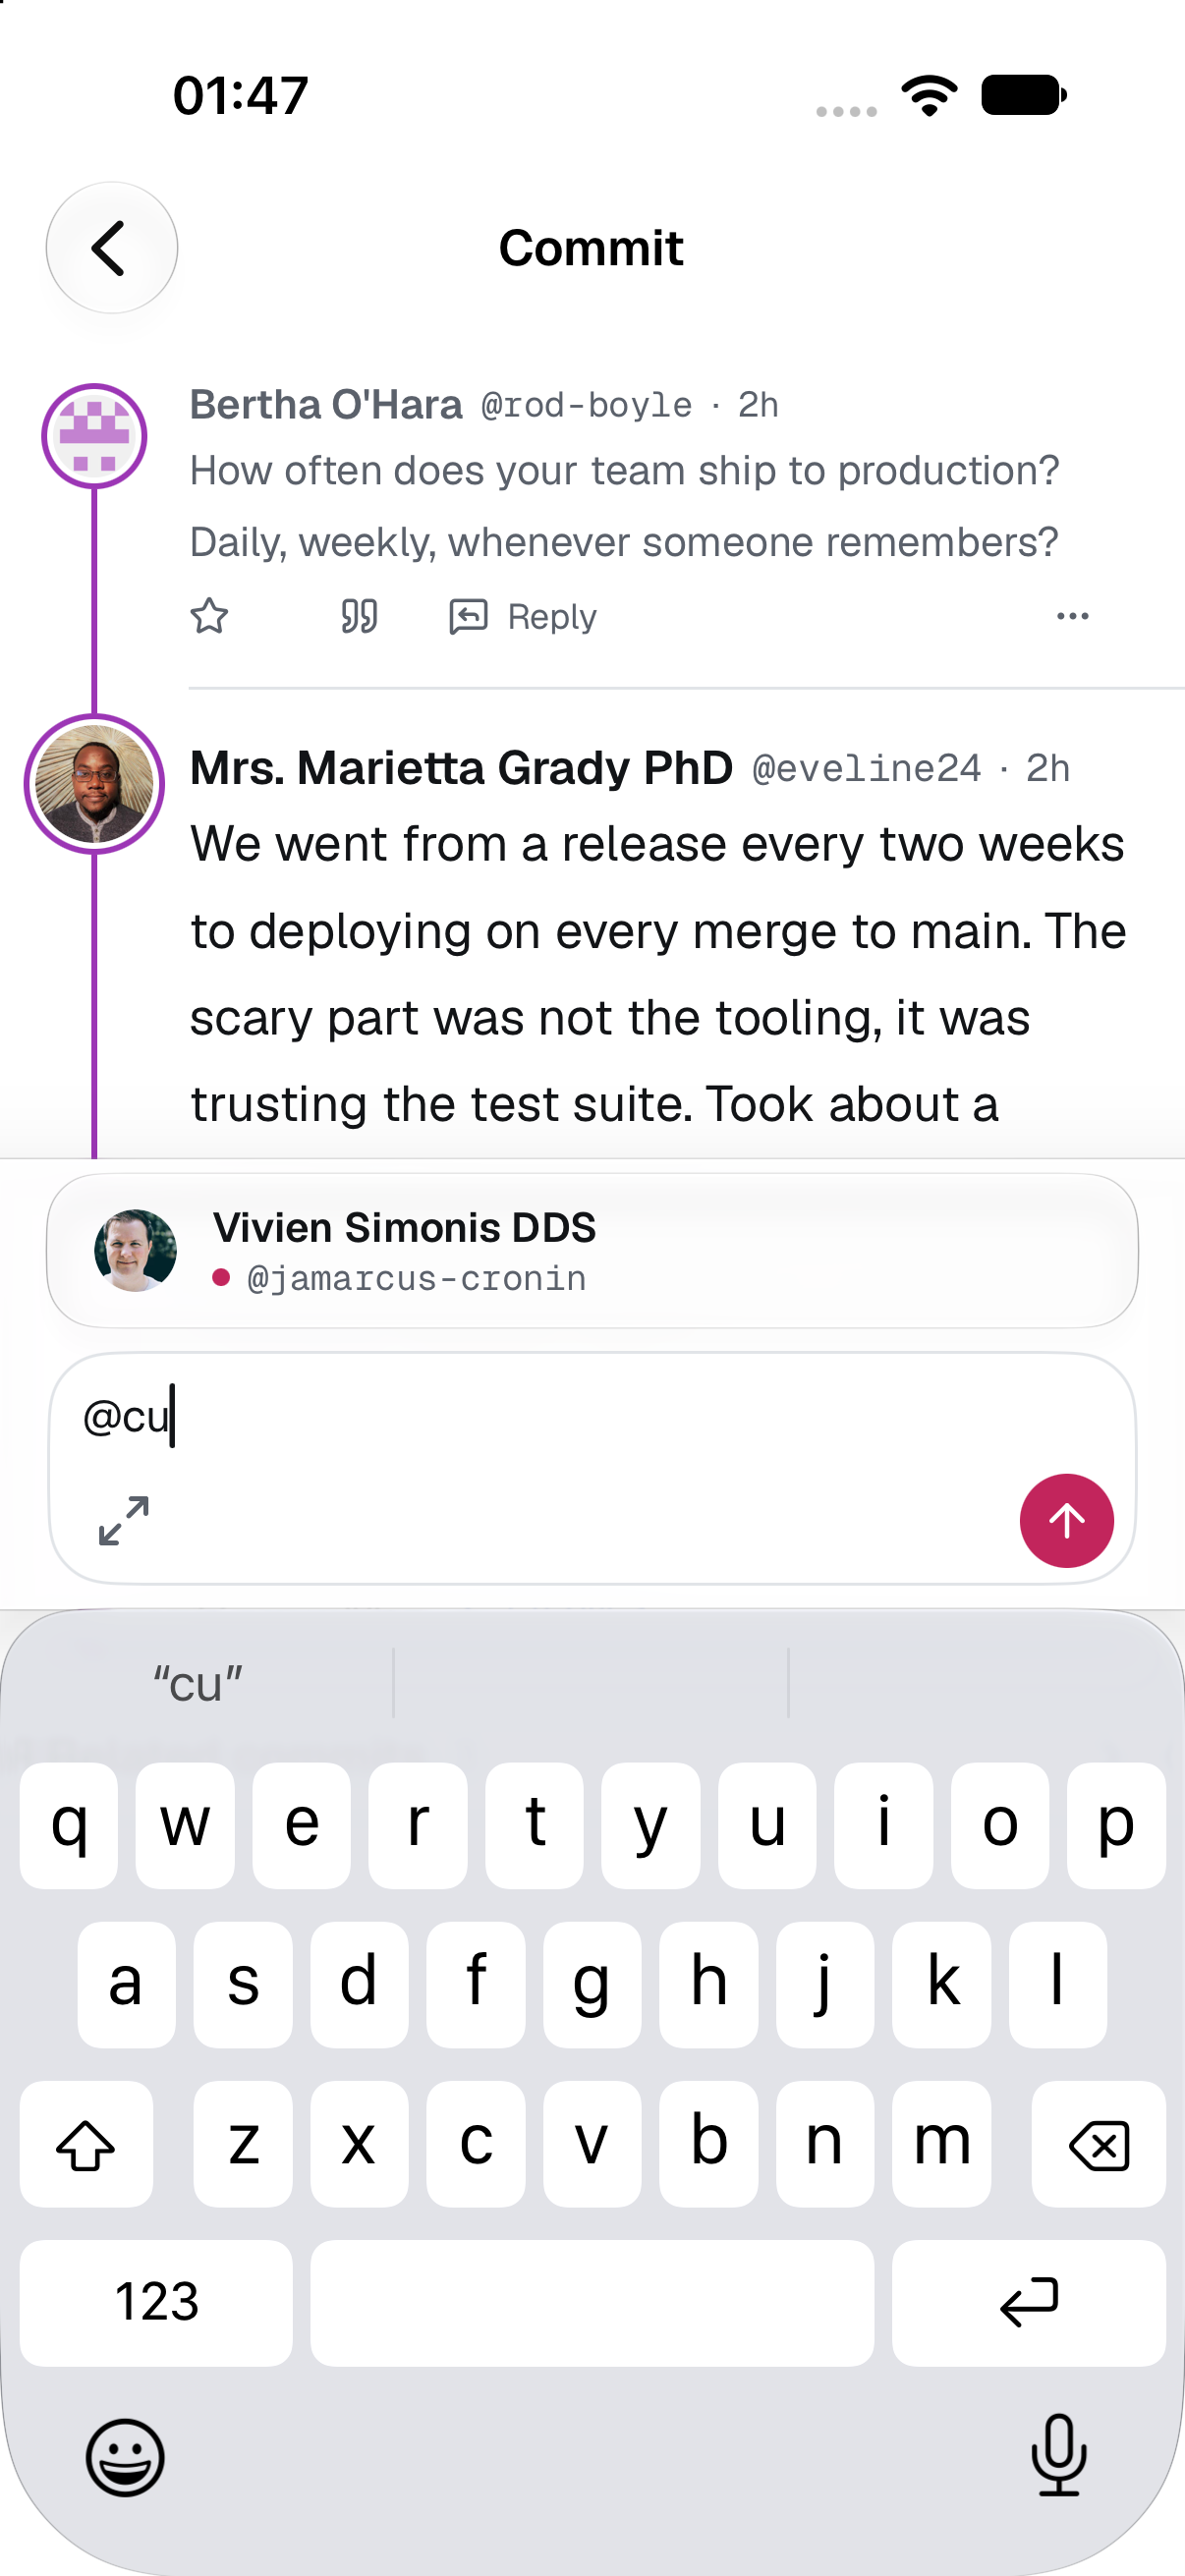 01:47
Commit
Bertha O'Hara @rod-boyle · 2h
How often does your team ship to production?
Daily, weekly, whenever someone remembers?
Reply
Mrs. Marietta Grady PhD @eveline24 · 2h
We went from a release every two weeks
to deploying on every merge to main. The
scary part was not the tooling, it was
trusting the test suite. Took about a
Vivien Simonis DDS
@jamarcus-cronin
@cu
“cu”
q w e r t y u i o p
a s d f g h j k l
z x c v b n m
123